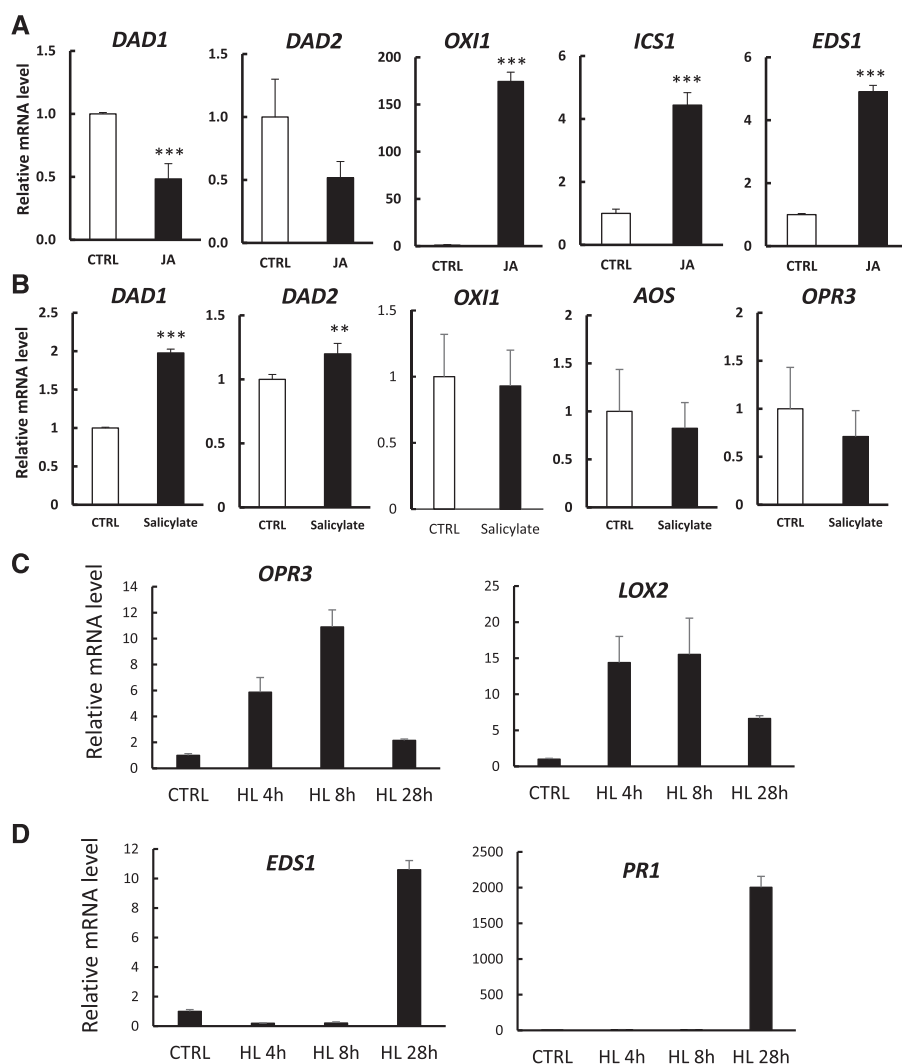 A
DAD1 DAD2 OXI1 ICS1 EDS1
Relative mRNA level
1.5 1.0 0.5 0.0
*** 
CTRL JA
1.5 1.0 0.5 0.0
CTRL JA
200 150 100 50 0
***
CTRL JA
6 4 2 0
***
CTRL JA
6 4 2 0
***
CTRL JA
B
DAD1 DAD2 OXI1 AOS OPR3
Relative mRNA level
2.5 2 1.5 1 0.5 0
***
CTRL Salicylate
1.5 1 0.5 0
**
CTRL Salicylate
1.5 1 0.5 0
CTRL Salicylate
2 1.5 1 0.5 0
CTRL Salicylate
2 1.5 1 0.5 0
CTRL Salicylate
C
OPR3
Relative mRNA level
14 12 10 8 6 4 2 0
CTRL HL 4h HL 8h HL 28h
LOX2
25 20 15 10 5 0
CTRL HL 4h HL 8h HL 28h
D
EDS1
Relative mRNA level
12 10 8 6 4 2 0
CTRL HL 4h HL 8h HL 28h
PR1
2500 2000 1500 1000 500 0
CTRL HL 4h HL 8h HL 28h